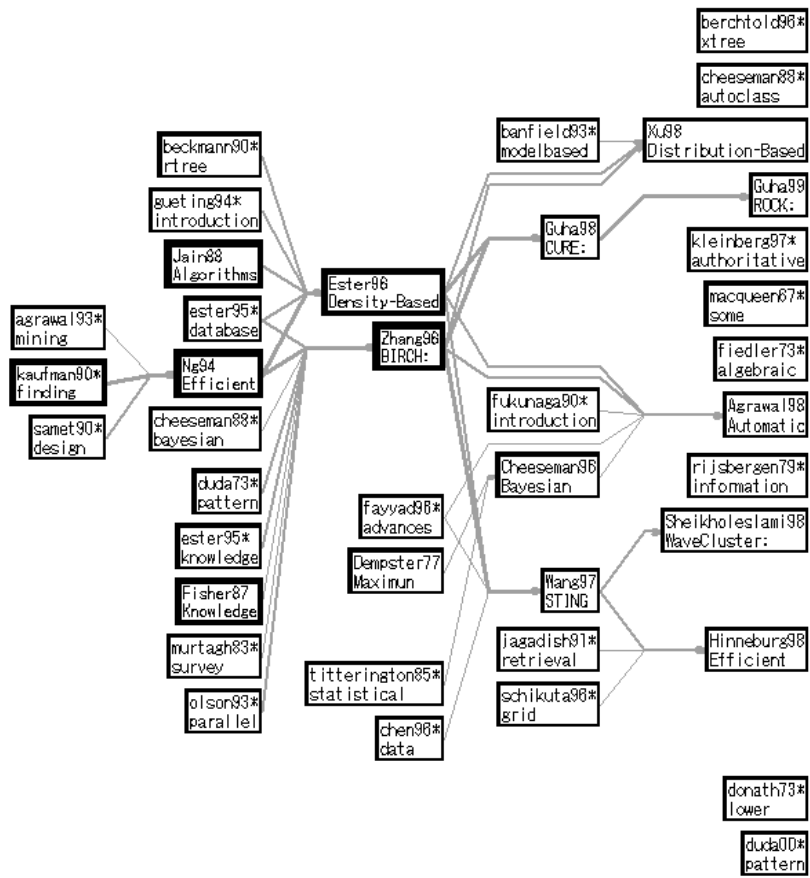 berchtold96*
xtree
cheeseman88*
autoclass
banfield93*
modelbased
Xu98
Distribution-Based
beckmann90*
rtree
Guha99
ROCK:
gueting94*
introduction
Guha98
CURE:
kleinberg97*
authoritative
Jain88
Algorithms
Ester96
Density-Based
macqueen67*
some
ester95*
database
agrawal93*
mining
Zhang96
BIRCH:
fiedler73*
algebraic
Ng94
Efficient
kaufman90*
finding
fukunaga90*
introduction
Agrawal98
Automatic
cheeseman88*
bayesian
samet90*
design
Cheeseman96
Bayesian
rijsbergen79*
information
duda73*
pattern
fayyad96*
advances
Sheikholeslami98
WaveCluster:
ester95*
knowledge
Dempster77
Maximun
Wang97
STING
Fisher87
Knowledge
murtagh83*
survey
jagadish91*
retrieval
Hinneburg98
Efficient
titterington85*
statistical
schikuta96*
grid
olson93*
parallel
chen96*
data
donath73*
lower
duda00*
pattern